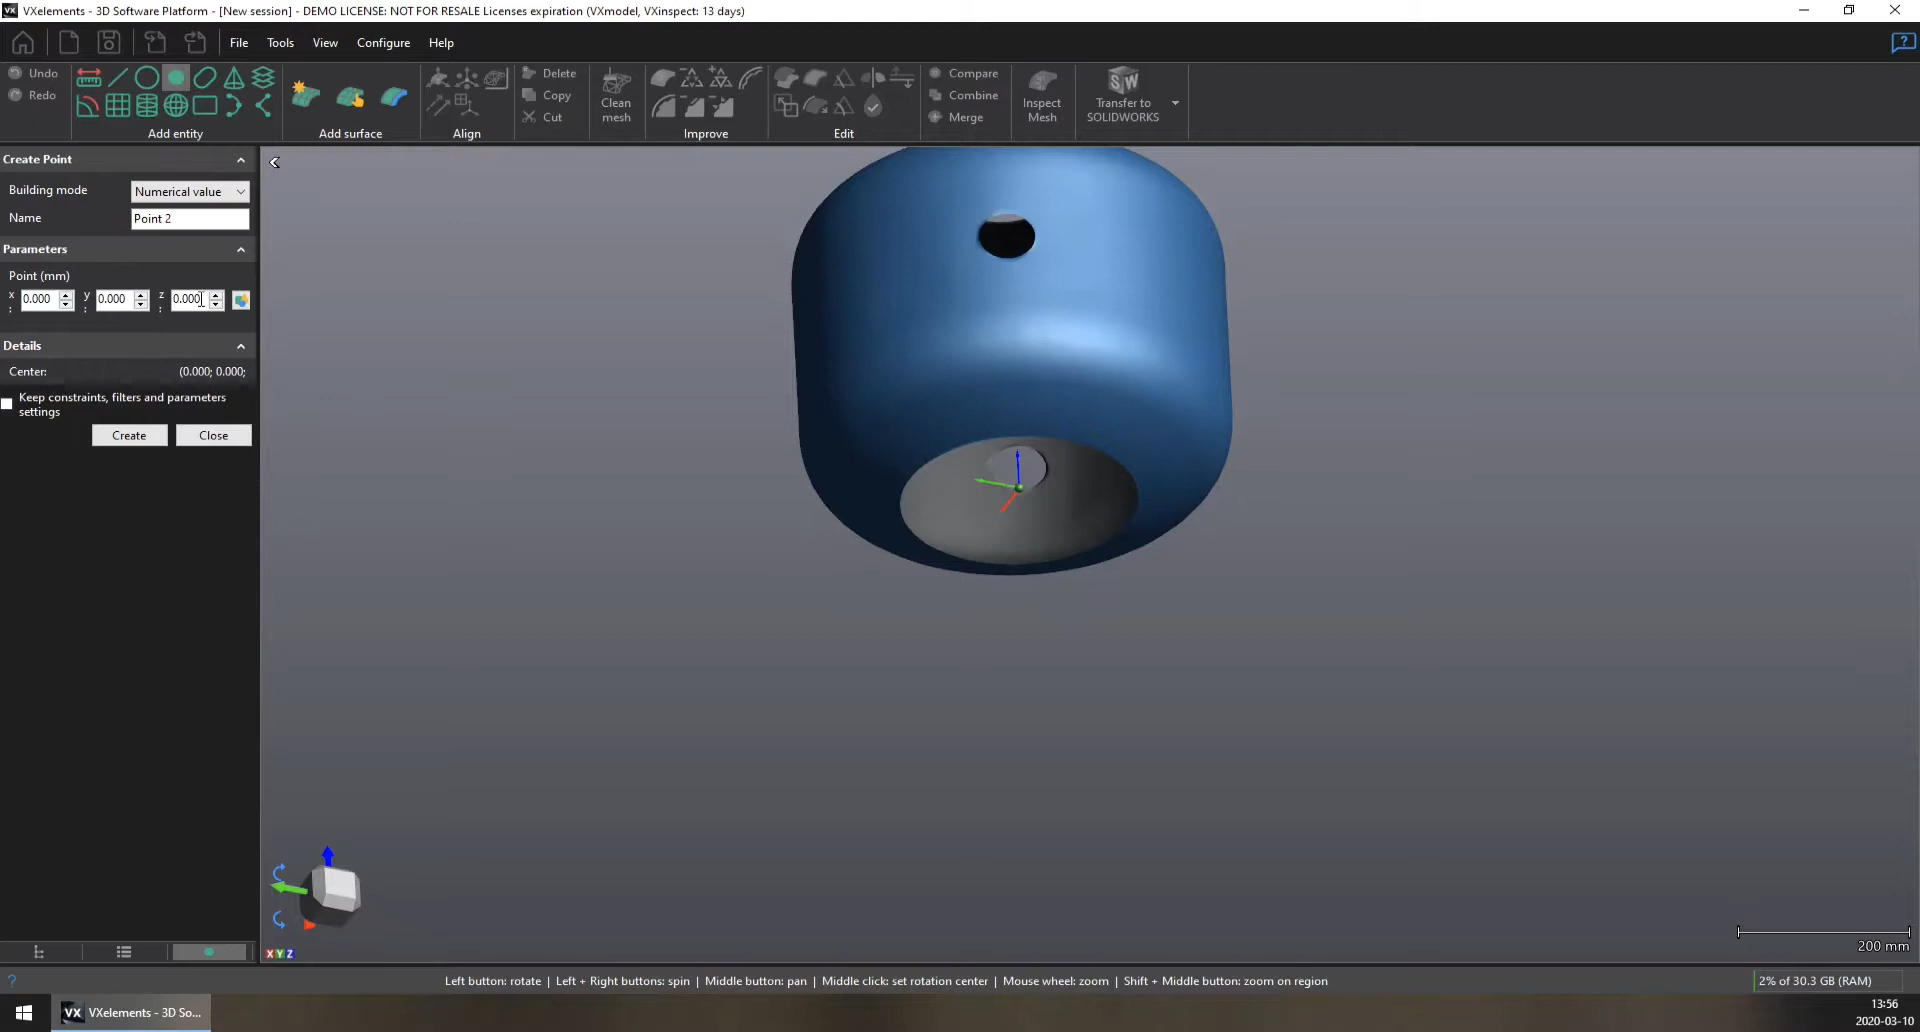 VX VXelements - 3D Software Platform - [New session] - DEMO LICENSE: NOT FOR RESALE Licenses expiration (VXmodel, VXinspect: 13 days)
File Tools View Configure Help
Undo
Redo
Add entity
Add surface
Align
Delete
Copy
Cut
Clean
mesh
Improve
Edit
Compare
Combine
Merge
Inspect
Mesh
SW
Transfer to
SOLIDWORKS
Create Point
Building mode Numerical value
Name Point 2
Parameters
Point (mm)
x : 0.000 y : 0.000 z : 0.000
Details
Center: (0.000; 0.000;
Keep constraints, filters and parameters
settings
Create Close
XYZ
200 mm
? Left button: rotate | Left + Right buttons: spin | Middle button: pan | Middle click: set rotation center | Mouse wheel: zoom | Shift + Middle button: zoom on region 2% of 30.3 GB (RAM)
VX VXelements - 3D So...
13:56
2020-03-10